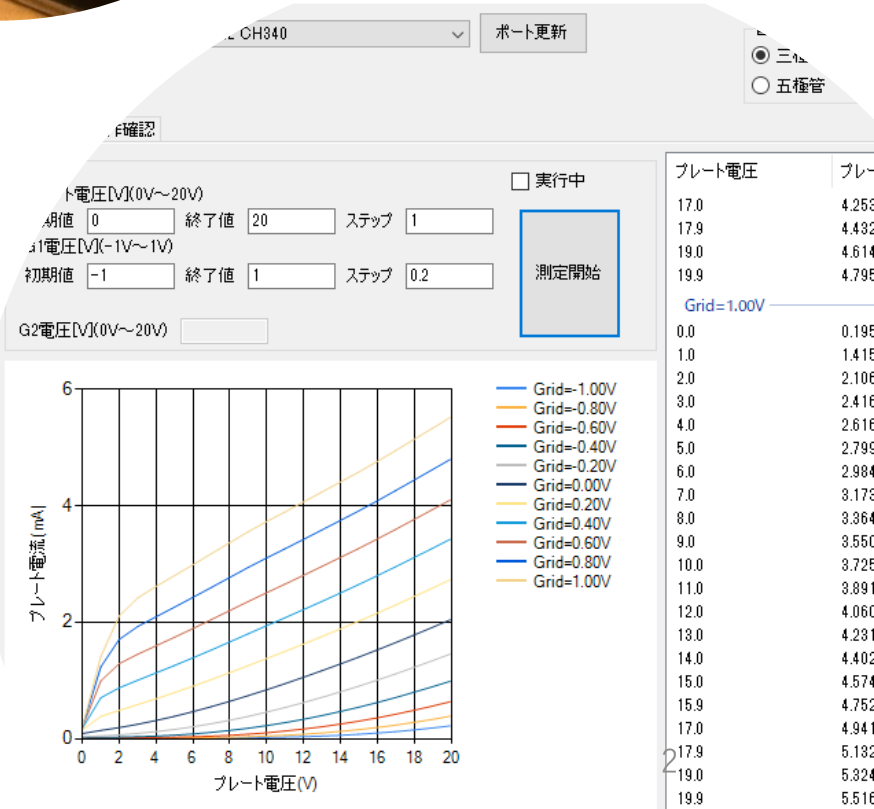 CH340
ポート更新
五極管
確認
ト電圧[V](0V～20V)
期値 0 終了値 20 ステップ 1
G1電圧[V](-1V～1V)
初期値 -1 終了値 1 ステップ 0.2
G2電圧[V](0V～20V)
実行中
測定開始
6
4
2
0
0 2 4 6 8 10 12 14 16 18 20
プレート電流(mA)
プレート電圧(V)
Grid=-1.00V
Grid=-0.80V
Grid=-0.60V
Grid=-0.40V
Grid=-0.20V
Grid=0.00V
Grid=0.20V
Grid=0.40V
Grid=0.60V
Grid=0.80V
Grid=1.00V
プレート電圧 プレー
17.0 4.253
17.9 4.432
19.0 4.614
19.9 4.795
Grid=1.00V
0.0 0.195
1.0 1.415
2.0 2.106
3.0 2.416
4.0 2.616
5.0 2.799
6.0 2.984
7.0 3.173
8.0 3.364
9.0 3.550
10.0 3.725
11.0 3.891
12.0 4.060
13.0 4.231
14.0 4.402
15.0 4.574
15.9 4.752
17.0 4.941
17.9 5.132
19.0 5.324
19.9 5.516
2